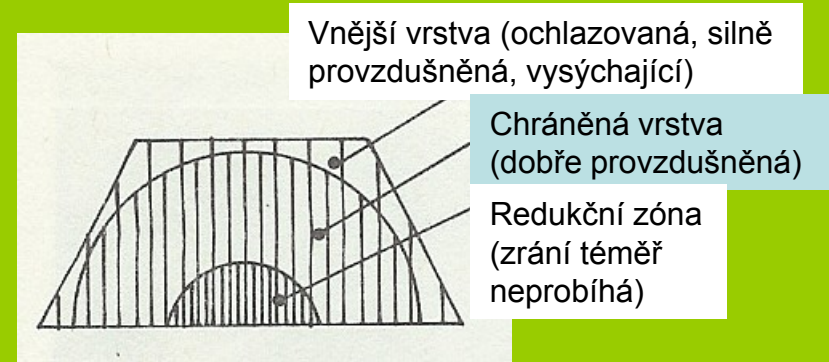 Vnější vrstva (ochlazovaná, silně
provzdušněná, vysýchající)
Chráněná vrstva
(dobře provzdušněná)
Redukční zóna
(zrání téměř
neprobíhá)